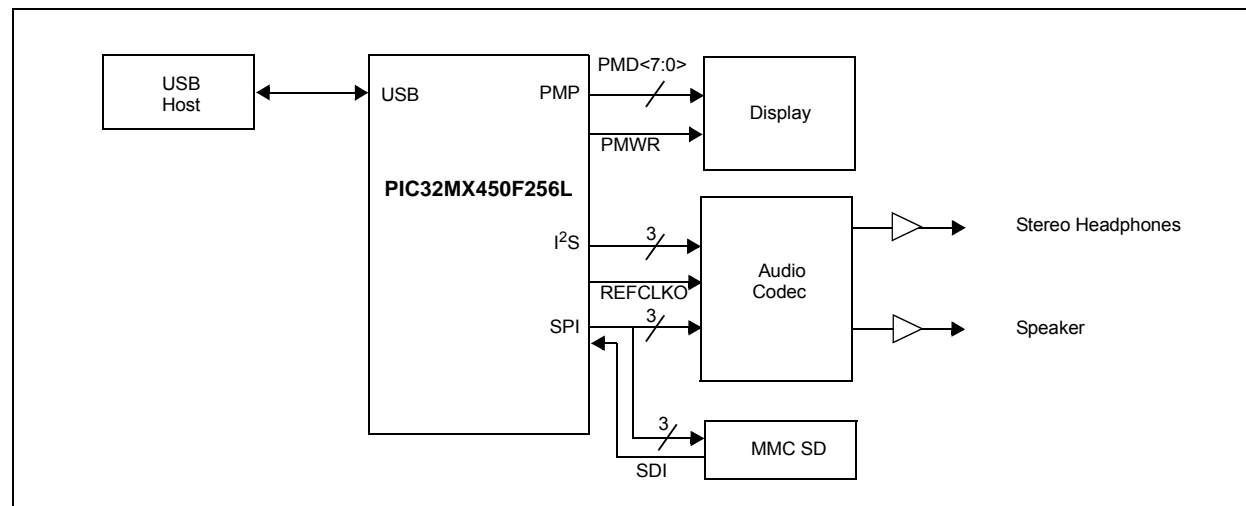 USB
Host
USB
PMP
PMD<7:0>
PMWR
Display
PIC32MX450F256L
I²S
3
REFCLKO
SPI
3
Audio
Codec
Stereo Headphones
Speaker
3
SDI
MMC SD